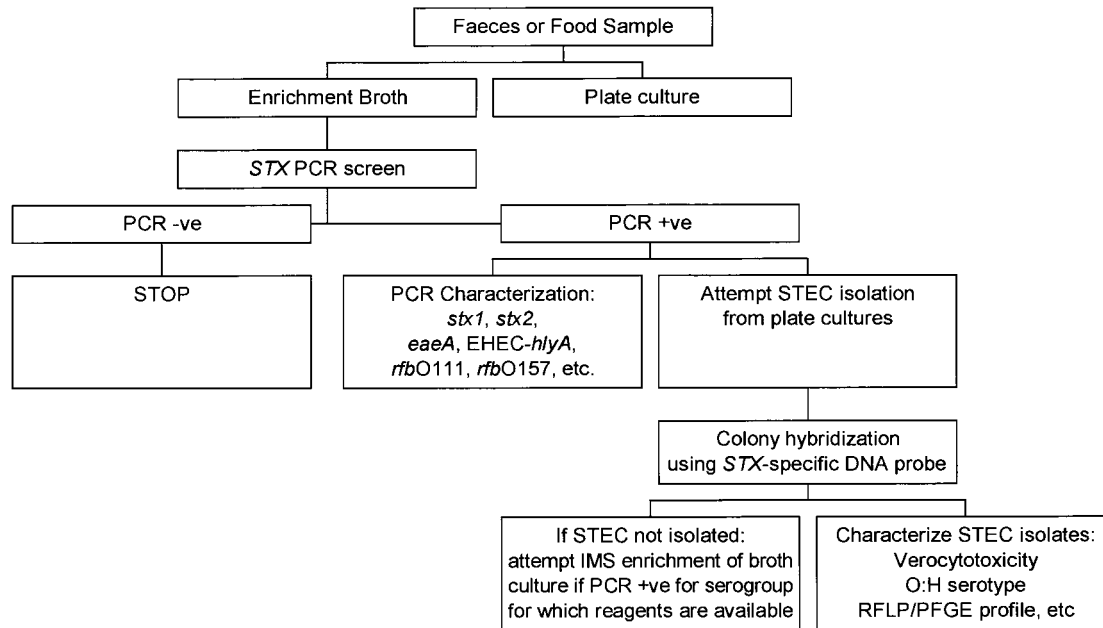 Faeces or Food Sample
Enrichment Broth
Plate culture
STX PCR screen
PCR -ve
PCR +ve
STOP
PCR Characterization:
stx1, stx2,
eaeA, EHEC-hlyA,
rfbO111, rfbO157, etc.
Attempt STEC isolation
from plate cultures
Colony hybridization
using STX-specific DNA probe
If STEC not isolated:
attempt IMS enrichment of broth
culture if PCR +ve for serogroup
for which reagents are available
Characterize STEC isolates:
Verocytotoxicity
O:H serotype
RFLP/PFGE profile, etc